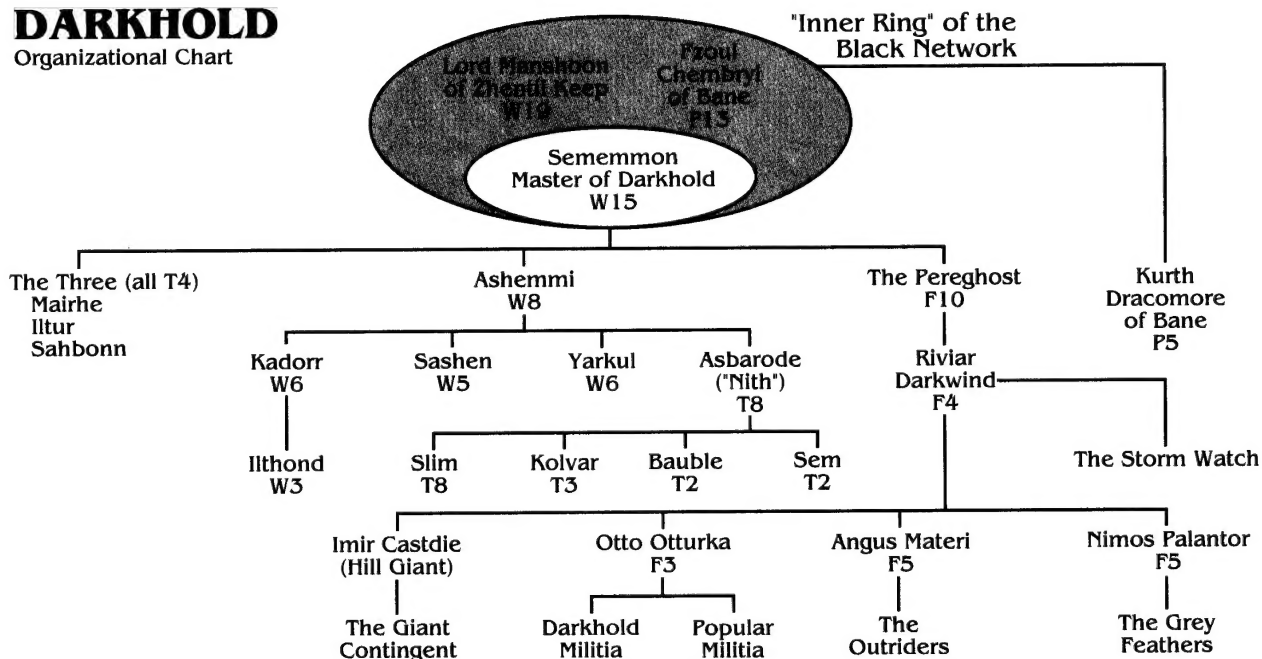 DARKHOLD
Organizational Chart
"Inner Ring" of the
Black Network
Lord Manshoon
of Zhentil Keep
Fzoul
Chembryl
of Bane
P13
Sememmon
Master of Darkhold
W15
The Three (all T4)
Mairhe
Iltur
Sahbonn
Ashemmi
W8
The Pereghost
F10
Kurth
Dracomore
of Bane
P5
Kadorr
W6
Sashen
W5
Yarkul
W6
Asbarode
("Nith")
T8
Riviar
Darkwind
F4
Ilthond
W3
Slim
T8
Kolvar
T3
Bauble
T2
Sem
T2
The Storm Watch
Imir Castdie
(Hill Giant)
Otto Otturka
F3
Angus Materi
F5
Nimos Palantor
F5
The Giant
Contingent
Darkhold
Militia
Popular
Militia
The
Outriders
The Grey
Feathers